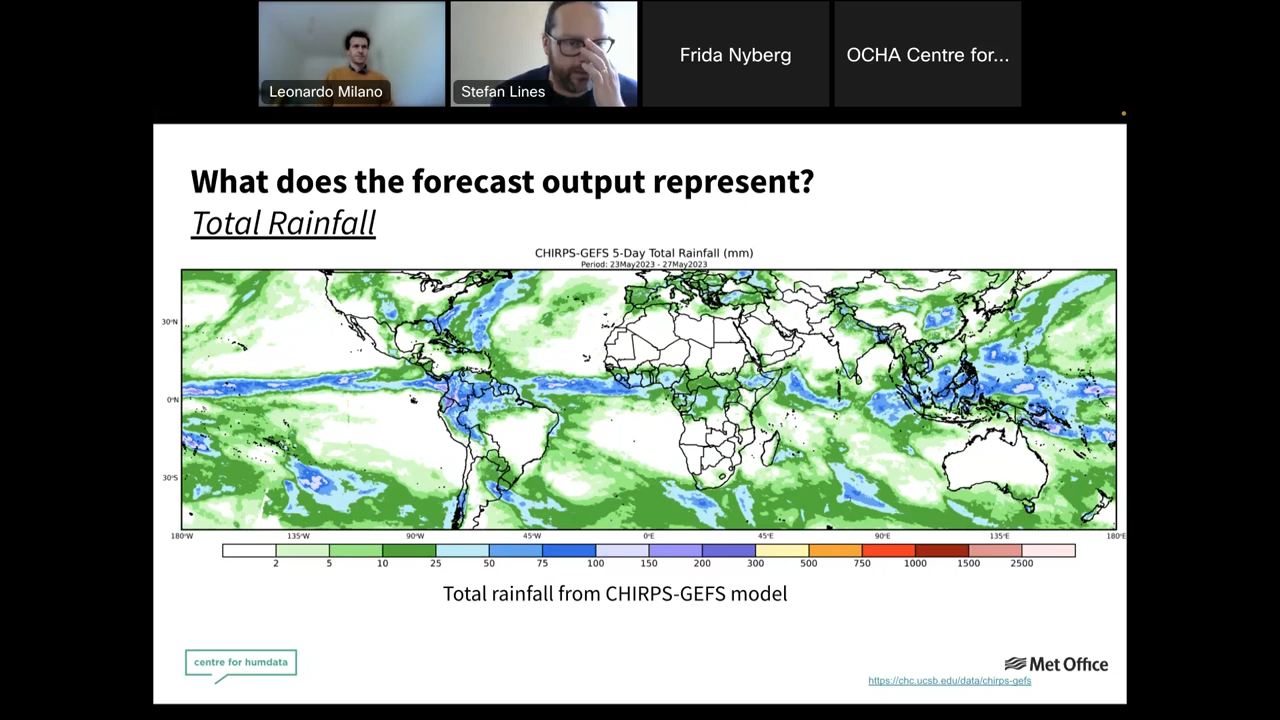 Leonardo Milano
Stefan Lines
Frida Nyberg
OCHA Centre for...
What does the forecast output represent?
Total Rainfall
CHIRPS-GEFS 5-Day Total Rainfall (mm)
Period: 23May2023 - 27May2023
30°N
0°N
30°S
180°W 135°W 90°W 45°W 0°E 45°E 90°E 135°E 180°E
2 5 10 25 50 75 100 150 200 300 500 750 1000 1500 2500
Total rainfall from CHIRPS-GEFS model
centre for humdata
Met Office
https://chc.ucsb.edu/data/chirps-gefs